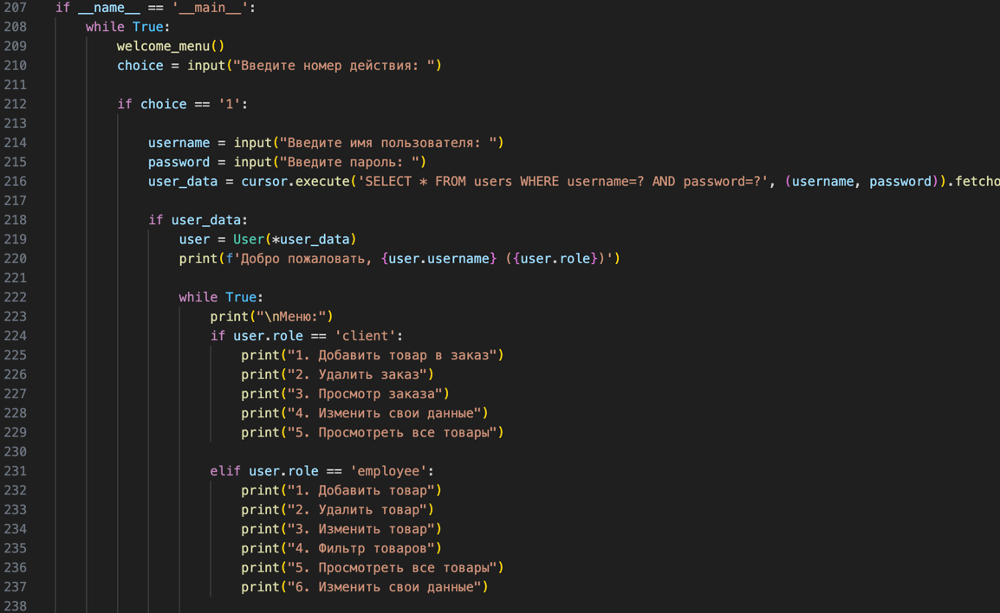 207 if __name__ == '__main__':
208 while True:
209 welcome_menu()
210 choice = input("Введите номер действия: ")
211
212 if choice == '1':
213
214 username = input("Введите имя пользователя: ")
215 password = input("Введите пароль: ")
216 user_data = cursor.execute('SELECT * FROM users WHERE username=? AND password=?', (username, password)).fetcho
217
218 if user_data:
219 user = User(*user_data)
220 print(f'Добро пожаловать, {user.username} ({user.role})')
221
222 while True:
223 print("\nМеню:")
224 if user.role == 'client':
225 print("1. Добавить товар в заказ")
226 print("2. Удалить заказ")
227 print("3. Просмотр заказа")
228 print("4. Изменить свои данные")
229 print("5. Просмотреть все товары")
230
231 elif user.role == 'employee':
232 print("1. Добавить товар")
233 print("2. Удалить товар")
234 print("3. Изменить товар")
235 print("4. Фильтр товаров")
236 print("5. Просмотреть все товары")
237 print("6. Изменить свои данные")
238